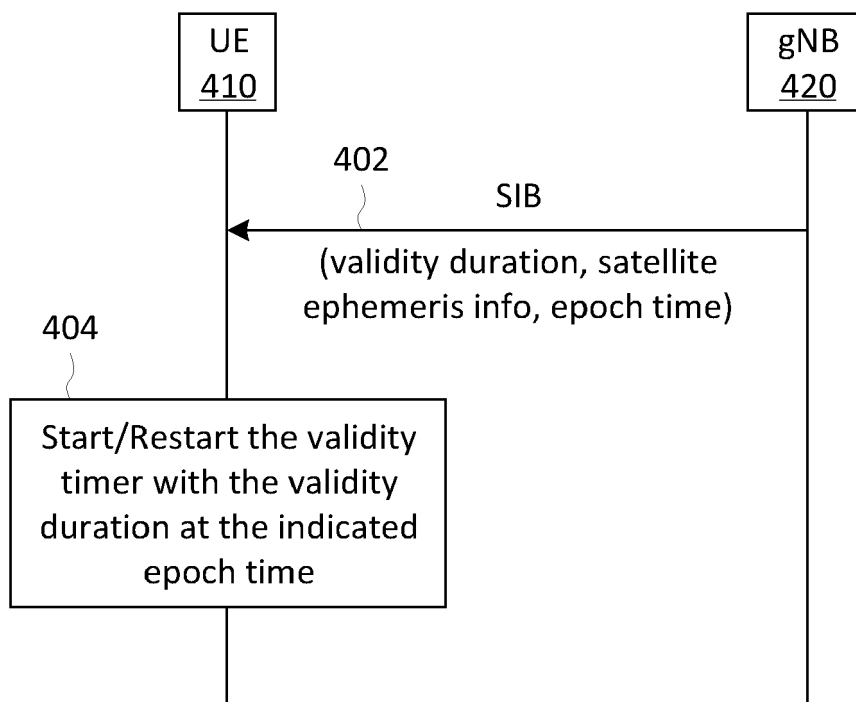 UE
410
gNB
420
402
SIB
(validity duration, satellite
ephemeris info, epoch time)
404
Start/Restart the validity
timer with the validity
duration at the indicated
epoch time